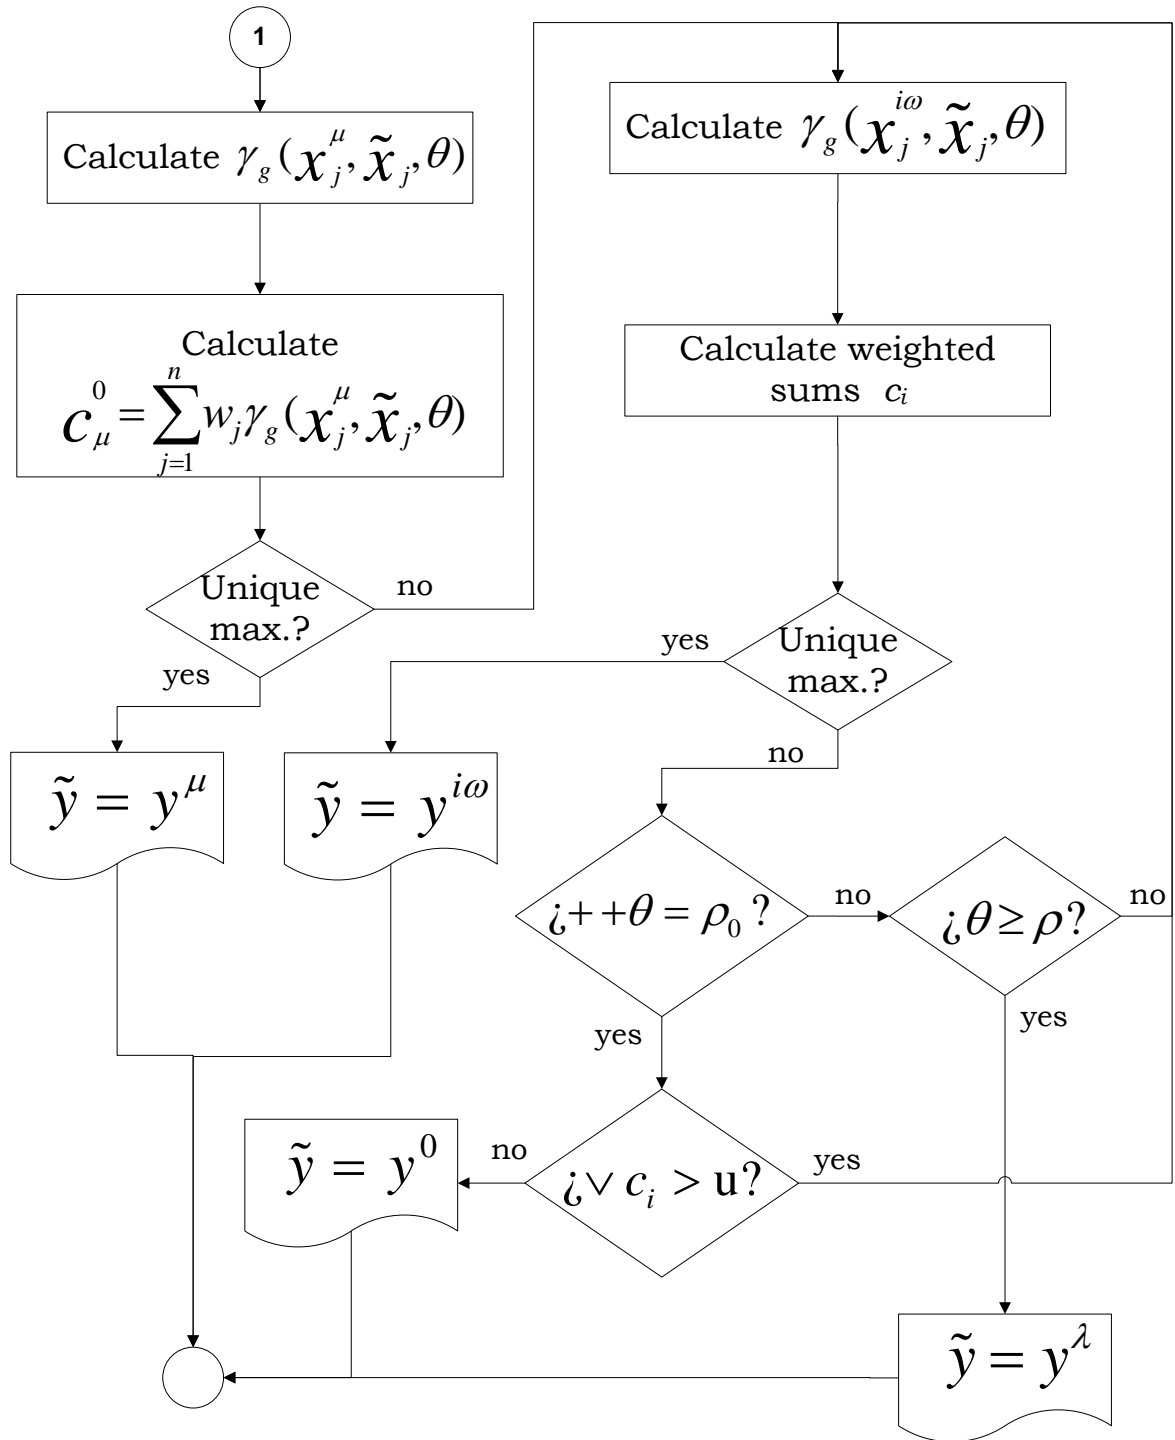 1
Calculate γ_g(x_j^μ, x̃_j, θ)
Calculate
c_μ^0 = ∑_{j=1}^n w_j γ_g(x_j^μ, x̃_j, θ)
Unique
max.?
no
yes
ỹ = y^μ
Calculate γ_g(x_j^{iω}, x̃_j, θ)
Calculate weighted
sums c_i
Unique
max.?
yes
no
ỹ = y^{iω}
¿++θ = ρ_0 ?
no
yes
¿θ ≥ ρ?
no
yes
¿∨ c_i > u?
no
yes
ỹ = y^0
ỹ = y^λ